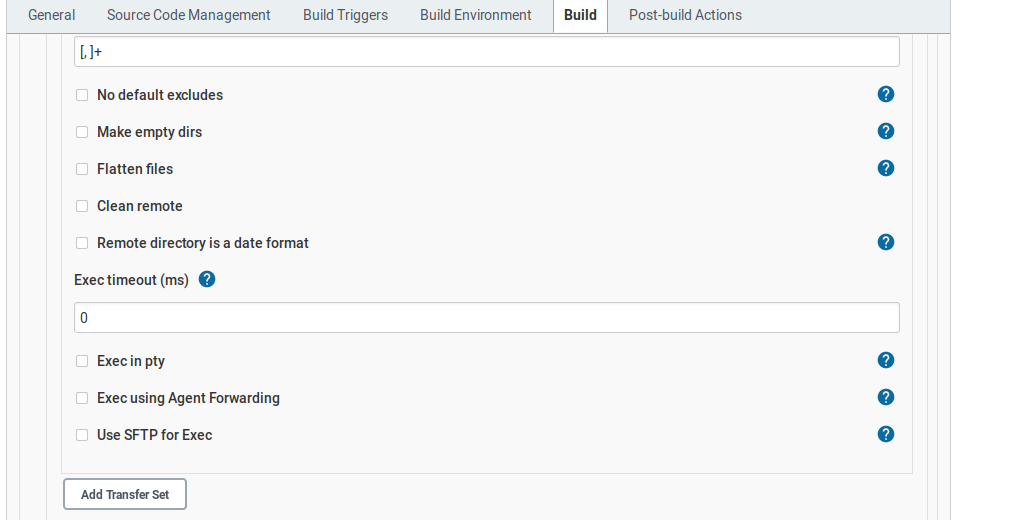 General Source Code Management Build Triggers Build Environment Build Post-build Actions
[, ]+
No default excludes
Make empty dirs
Flatten files
Clean remote
Remote directory is a date format
Exec timeout (ms)
0
Exec in pty
Exec using Agent Forwarding
Use SFTP for Exec
Add Transfer Set